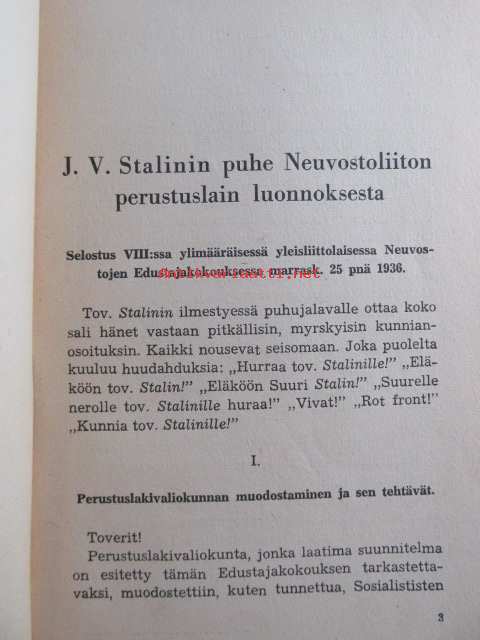 J. V. Stalinin puhe Neuvostoliiton
perustuslain luonnoksesta
Selostus VIII:ssa ylimääräisessä yleisliittolaisessa Neuvos-
tojen Edustajakokouksessa marrask. 25 pnä 1936.
Tov. Stalinin ilmestyessä puhujalavalle ottaa koko
sali hänet vastaan pitkällisin, myrskyisin kunnian-
osoituksin. Kaikki nousevat seisomaan. Joka puolelta
kuuluu huudahduksia: „Hurraa tov. Stalinille!" „Elä-
köön tov. Stalin!" „Eläköön Suuri Stalin!" „Suurelle
nerolle tov. Stalinille huraa!" „Vivat!" „Rot front!"
„Kunnia tov. Stalinille!"
I.
Perustuslakivaliokunnan muodostaminen ja sen tehtävät.
Toverit!
Perustuslakivaliokunta, jonka laatima suunnitelma
on esitetty tämän Edustajakokouksen tarkastetta-
vaksi, muodostettiin, kuten tunnettua, Sosialististen
3